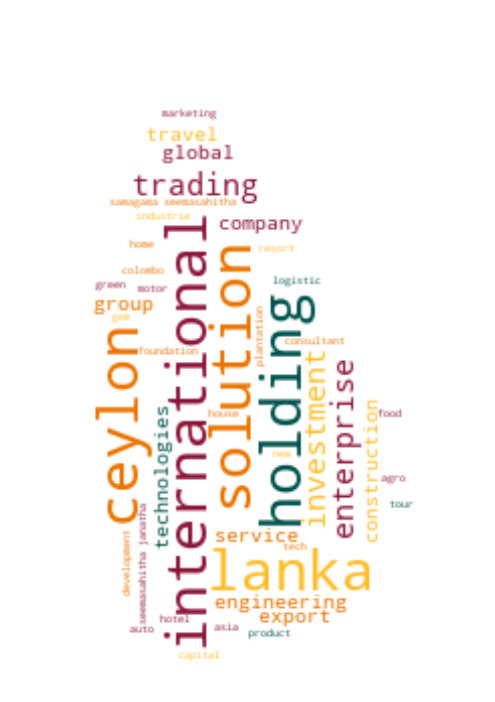 marketing
travel
global
trading
samagama seemasahitha
industrie
company
home
resort
international
solution
colombo
logistic
green
motor
holding
group
gem
ceylon
plantation
consultant
foundation
investment
enterprise
construction
technologies
house
food
new
agro
tour
seemasahitha janatha
development
service
tech
lanka
engineering
export
hotel
auto
asia
product
capital